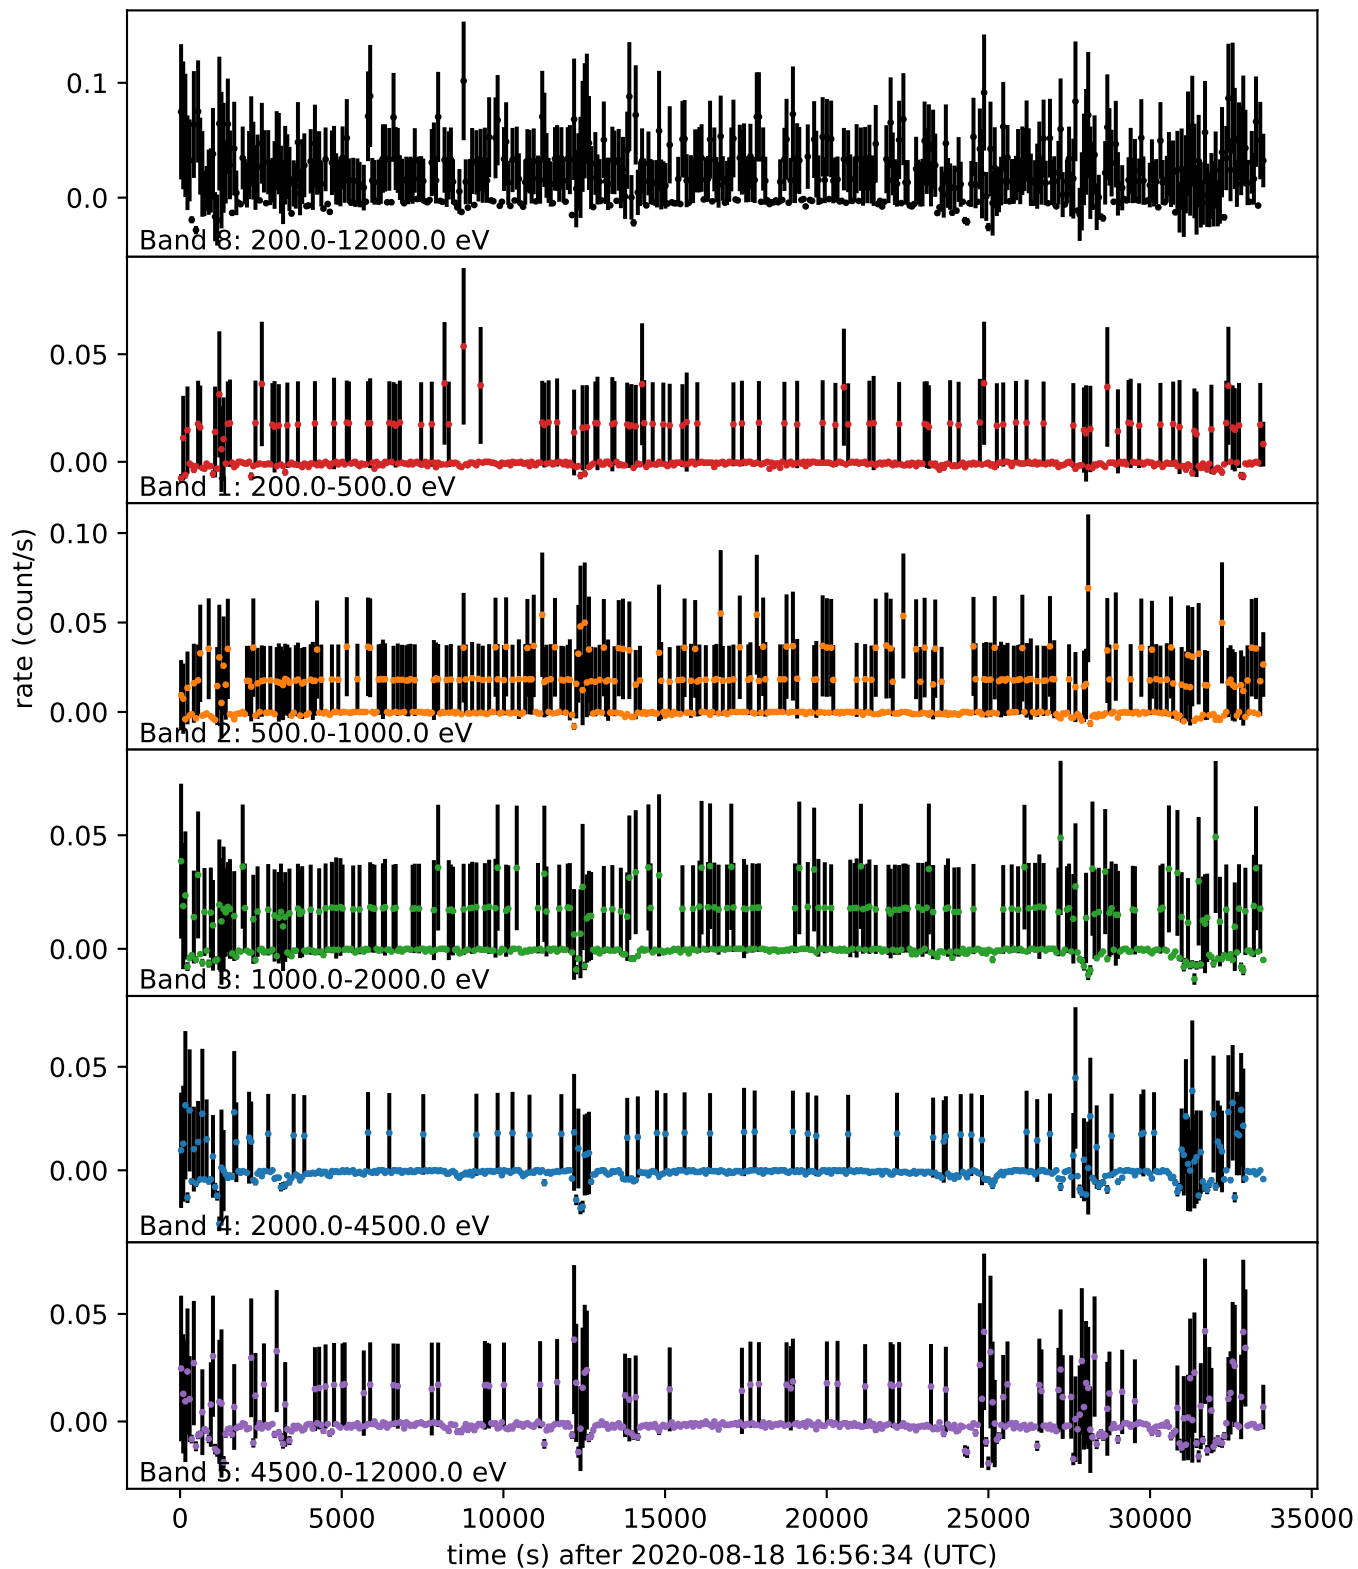 0.1
0.0
Band 8: 200.0-12000.0 eV
0.05
0.00
Band 1: 200.0-500.0 eV
rate (count/s)
0.10
0.05
0.00
Band 2: 500.0-1000.0 eV
0.05
0.00
Band 3: 1000.0-2000.0 eV
0.05
0.00
Band 4: 2000.0-4500.0 eV
0.05
0.00
Band 5: 4500.0-12000.0 eV
0 5000 10000 15000 20000 25000 30000 35000
time (s) after 2020-08-18 16:56:34 (UTC)